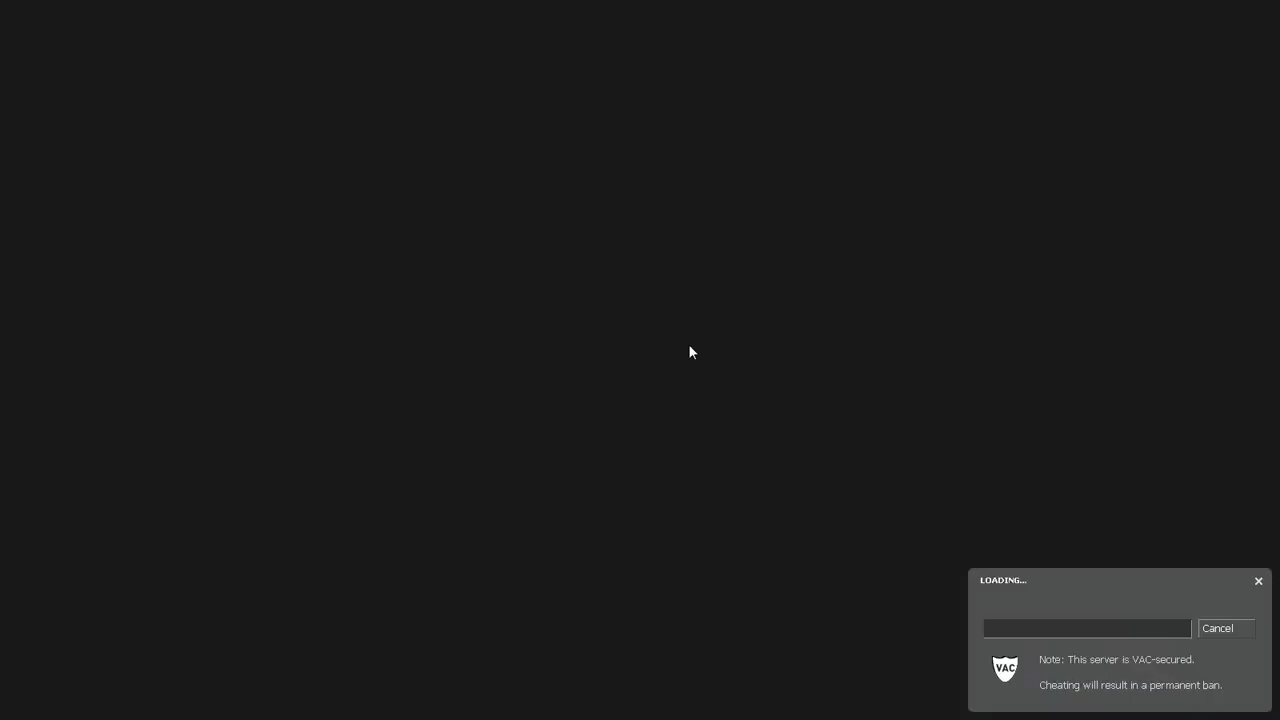 LOADING...
Cancel
VAC
Note: This server is VAC-secured.
Cheating will result in a permanent ban.